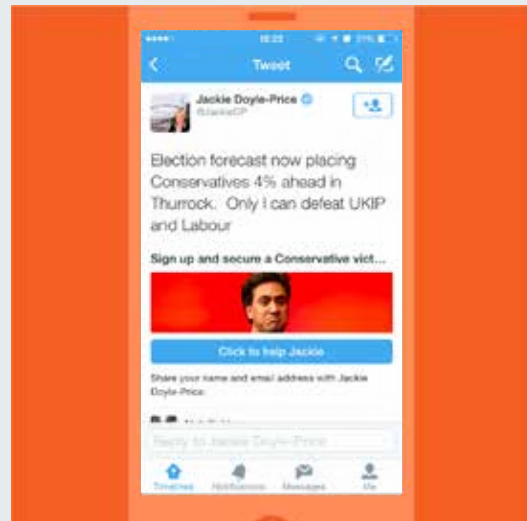 Tweet
Jackie Doyle-Price
Election forecast now placing
Conservatives 4% ahead in
Thurrock. Only I can defeat UKIP
and Labour
Sign up and secure a Conservative vict...
Click to help Jackie
Share your name and email address with Jackie
Doyle-Price.
Reply to Jackie Doyle-Price
Timelines Notifications Messages Me